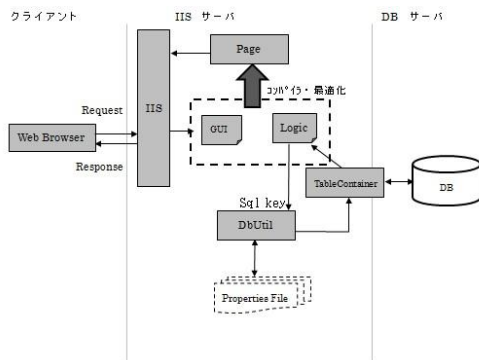 クライアント
IIS サーバ
DB サーバ
Page
コンパイラ・最適化
IIS
Request
GUI
Logic
Web Browser
Response
TableContainer
DB
Sql key
DbUtil
Properties File